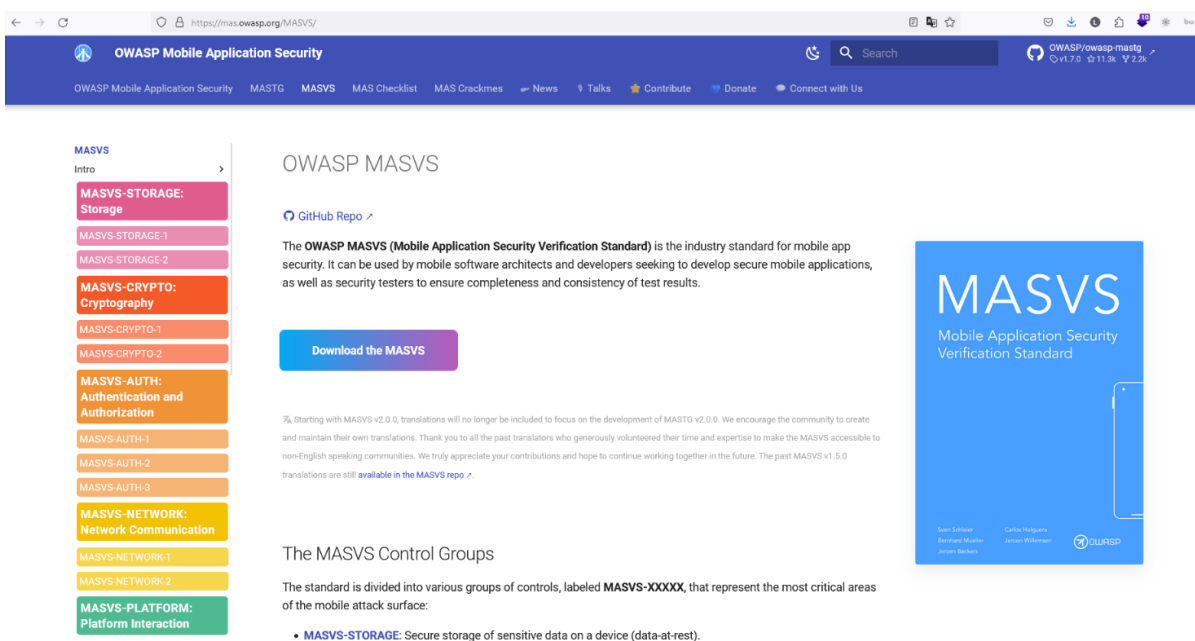 https://mas.owasp.org/MASVS/
10
bu
OWASP Mobile Application Security
Search
OWASP/owasp-mastg
v1.7.0 11.3k 2.2k
OWASP Mobile Application Security MASTG MASVS MAS Checklist MAS Crackmes News Talks Contribute Donate Connect with Us
MASVS
Intro
MASVS-STORAGE:
Storage
MASVS-STORAGE-1
MASVS-STORAGE-2
MASVS-CRYPTO:
Cryptography
MASVS-CRYPTO-1
MASVS-CRYPTO-2
MASVS-AUTH:
Authentication and
Authorization
MASVS-AUTH-1
MASVS-AUTH-2
MASVS-AUTH-3
MASVS-NETWORK:
Network Communication
MASVS-NETWORK-1
MASVS-NETWORK-2
MASVS-PLATFORM:
Platform Interaction
OWASP MASVS
GitHub Repo
The OWASP MASVS (Mobile Application Security Verification Standard) is the industry standard for mobile app
security. It can be used by mobile software architects and developers seeking to develop secure mobile applications,
as well as security testers to ensure completeness and consistency of test results.
Download the MASVS
Starting with MASVS v2.0.0, translations will no longer be included to focus on the development of MASTG v2.0.0. We encourage the community to create
and maintain their own translations. Thank you to all the past translators who generously volunteered their time and expertise to make the MASVS accessible to
non-English speaking communities. We truly appreciate your contributions and hope to continue working together in the future. The past MASVS v1.5.0
translations are still available in the MASVS repo.
The MASVS Control Groups
The standard is divided into various groups of controls, labeled MASVS-XXXXX, that represent the most critical areas
of the mobile attack surface:
• MASVS-STORAGE: Secure storage of sensitive data on a device (data-at-rest).
MASVS
Mobile Application Security
Verification Standard
Sven Schleier Carlos Holguera
Bernhard Mueller Jeroen Willemsen
Jeroen Beckers
OWASP